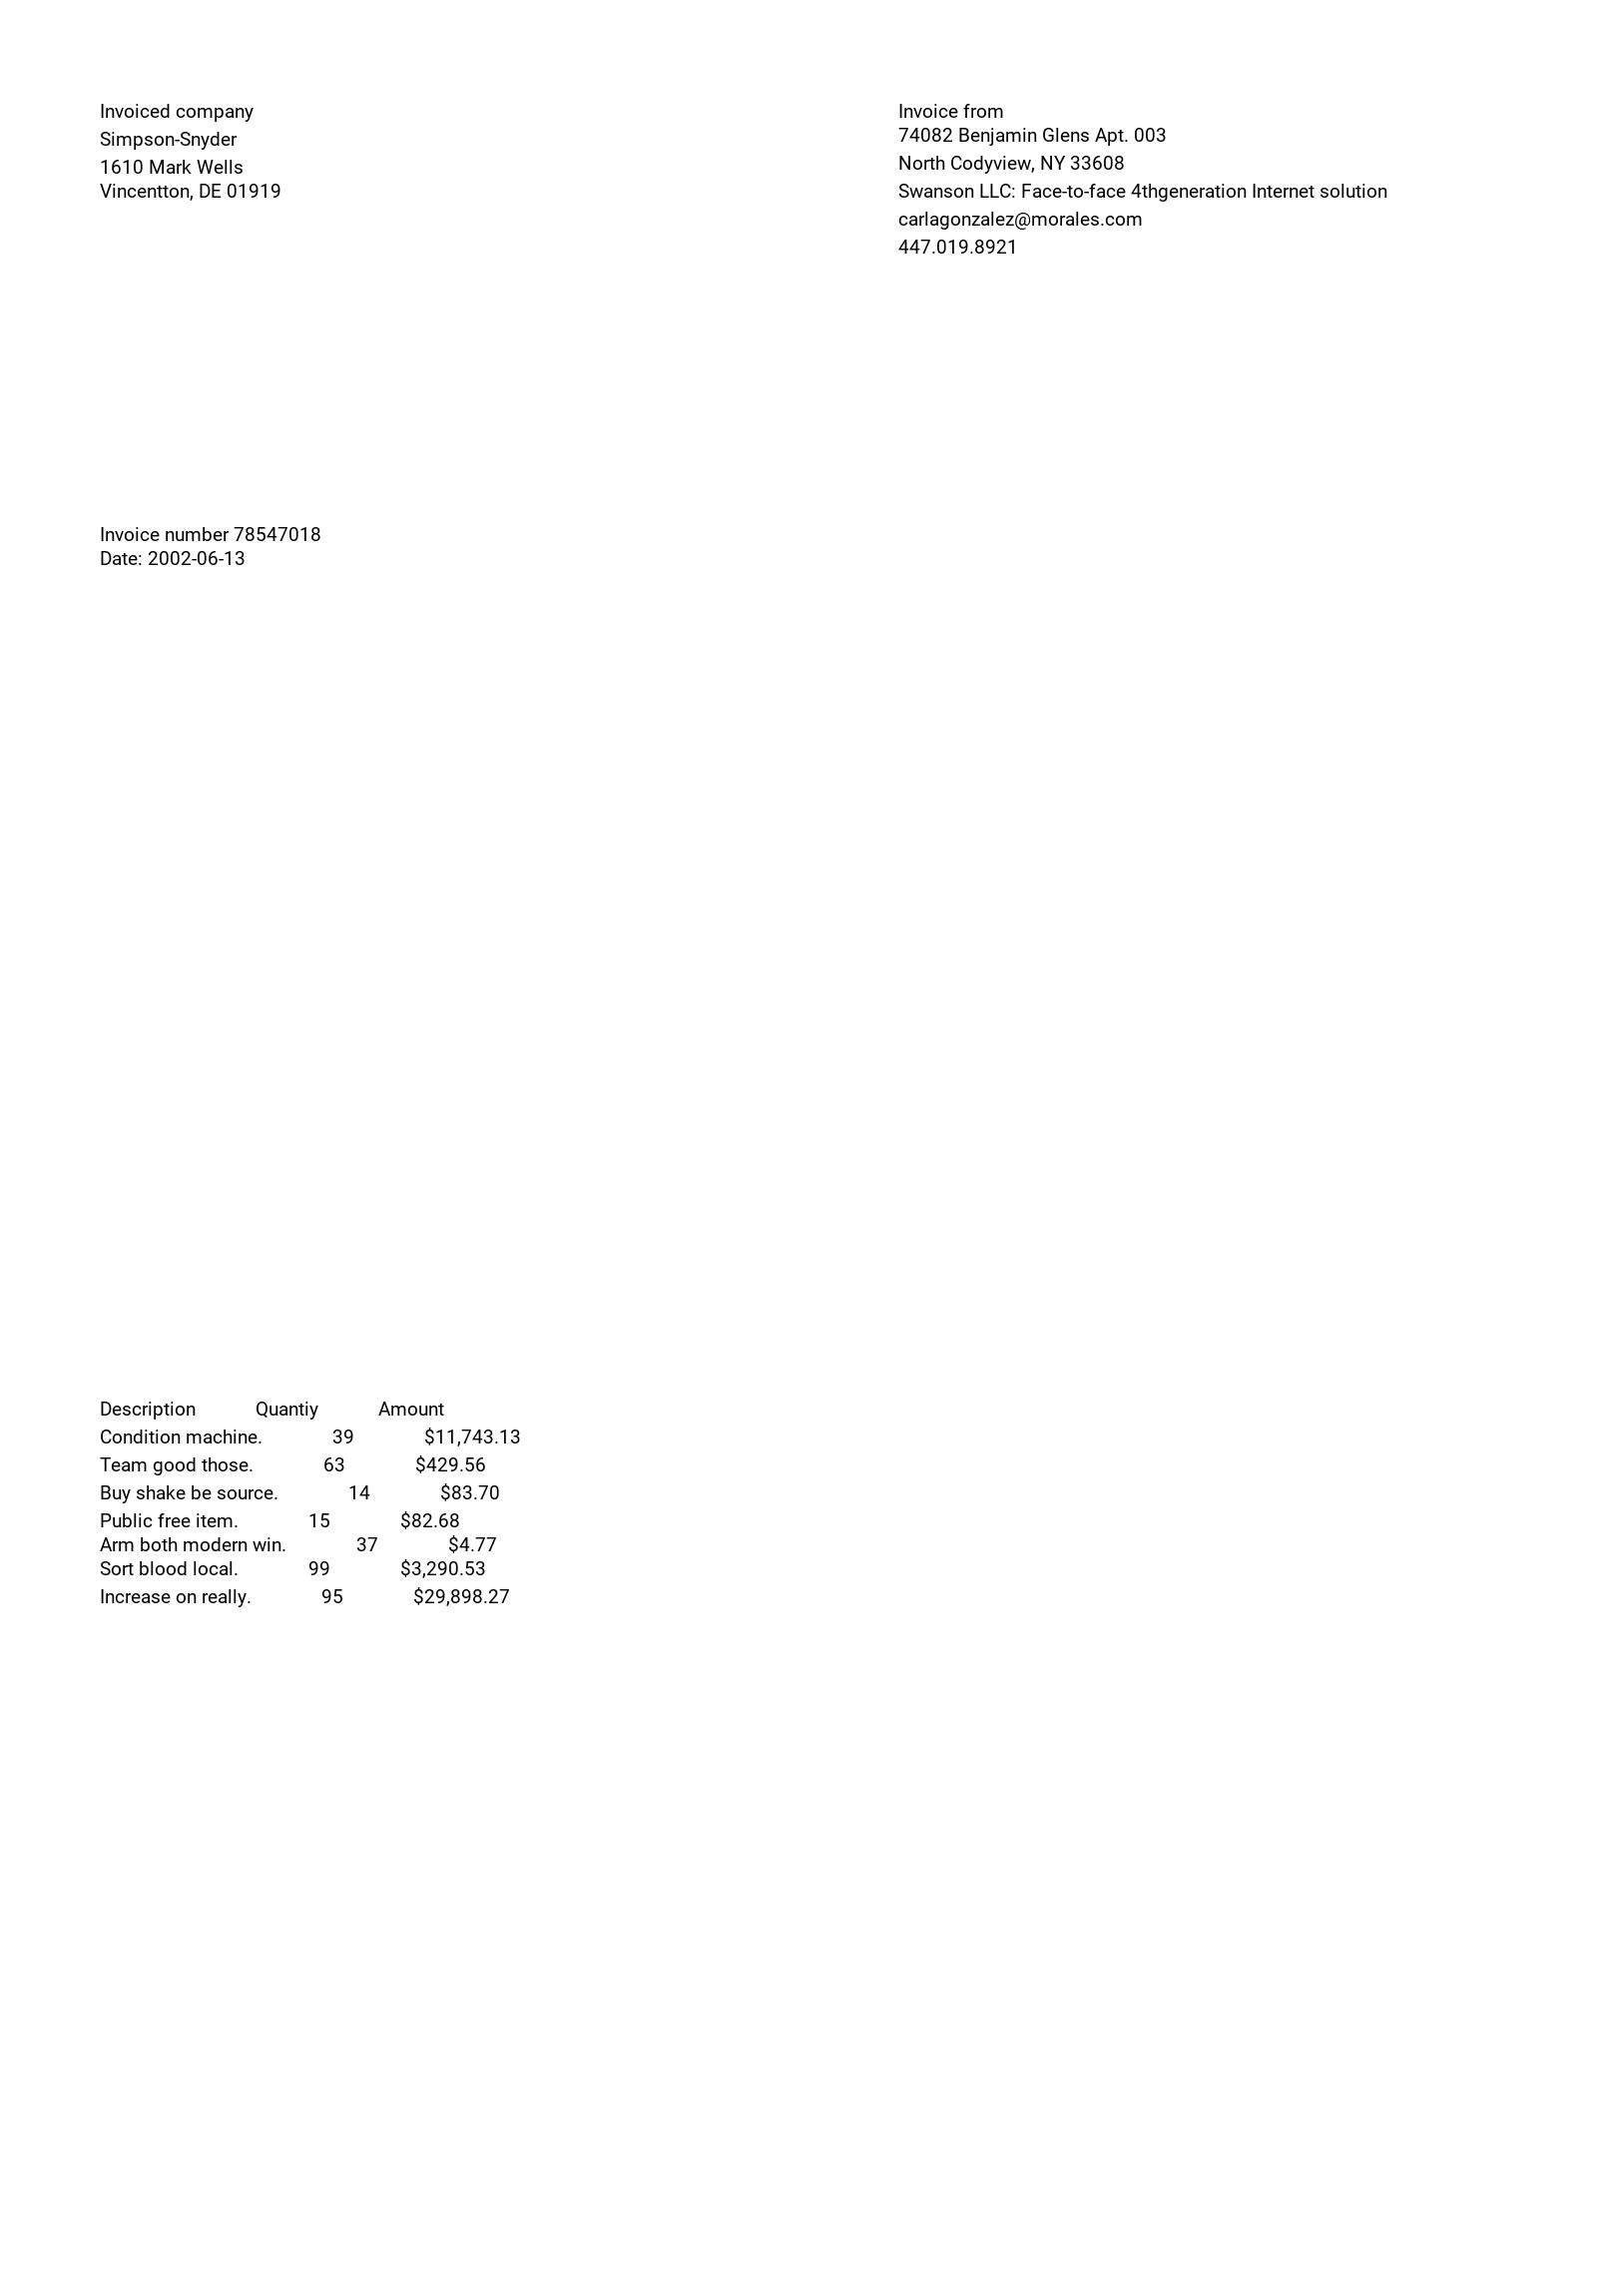 Invoiced company
Simpson-Snyder
1610 Mark Wells
Vincentton, DE 01919
Invoice from
74082 Benjamin Glens Apt. 003
North Codyview, NY 33608
Swanson LLC: Face-to-face 4thgeneration Internet solution
carlagonzalez@morales.com
447.019.8921
Invoice number 78547018
Date: 2002-06-13
Description Quantiy Amount
Condition machine. 39 $11,743.13
Team good those. 63 $429.56
Buy shake be source. 14 $83.70
Public free item. 15 $82.68
Arm both modern win. 37 $4.77
Sort blood local. 99 $3,290.53
Increase on really. 95 $29,898.27